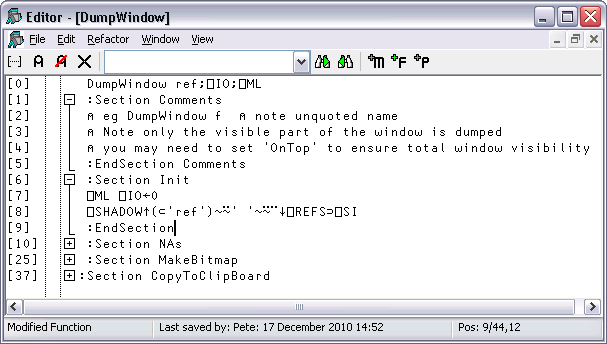 Editor - [DumpWindow]
File Edit Refactor Window View
[0] DumpWindow ref;⎕IO;⎕ML
[1] :Section Comments
[2] ⍝ eg DumpWindow f ⍝ note unquoted name
[3] ⍝ Note only the visible part of the window is dumped
[4] ⍝ you may need to set 'OnTop' to ensure total window visibility
[5] :EndSection Comments
[6] :Section Init
[7] ⎕ML ⎕IO←0
[8] ⎕SHADOW↑(⊂'ref')~⍨' '~⍨¨↓⎕REFS⊃⎕SI
[9] :EndSection
[10] :Section NAs
[25] :Section MakeBitmap
[37] :Section CopyToClipBoard
Modified Function Last saved by: Pete: 17 December 2010 14:52 Pos: 9/44,12